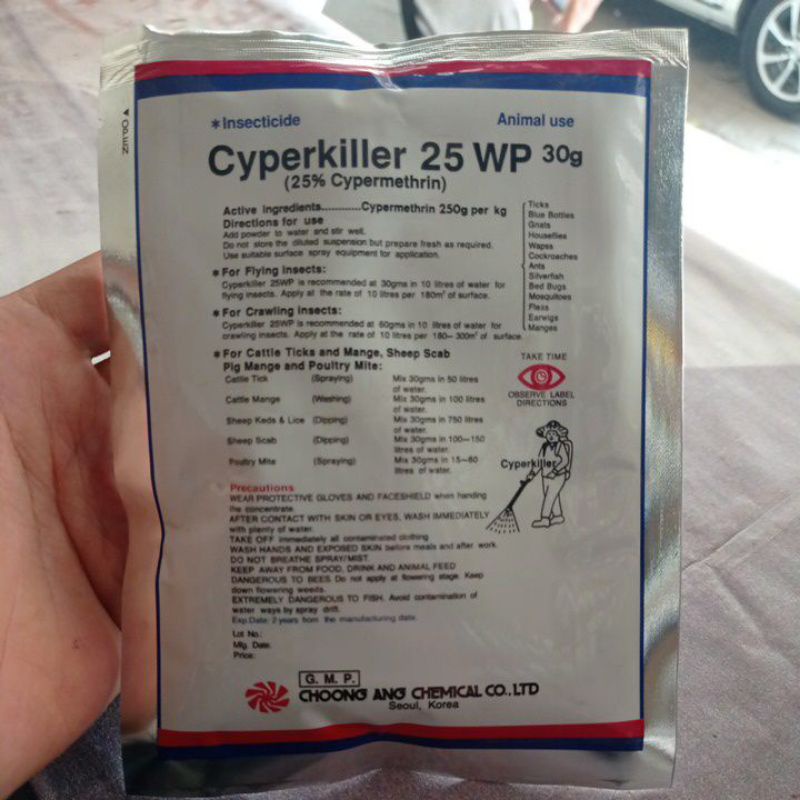 *Insecticide
Animal use
Cyperkiller 25 WP 30g
(25% Cypermethrin)
Active Ingredients............Cypermethrin 250g per kg
Directions for use
Add powder to water and stir well.
Do not store the diluted suspension but prepare fresh as required.
Use suitable surface spray equipment for application.
Ticks
Blue Bottles
Gnats
Houseflies
Wapss
Cockroaches
Ants
Silverfish
Bed Bugs
Mosquitoes
Fleas
Earwigs
Manges
* For Flying insects:
Cyperkiller 25WP is recommended at 30gms in 10 litres of water for
flying insects. Apply at the rate of 10 litres per 180m² of surface.
* For Crawling insects:
Cyperkiller 25WP is recommended at 60gms in 10 litres of water for
crawling insects. Apply at the rate of 10 litres per 180-300m² of surface.
* For Cattle Ticks and Mange, Sheep Scab
Pig Mange and Poultry Mite:
Cattle Tick (Spraying) Mix 30gms in 50 litres
of water.
Cattle Mange (Washing) Mix 30gms in 100 litres
of water.
Sheep Keds & Lice (Dipping) Mix 30gms in 750 litres
of water.
Sheep Scab (Dipping) Mix 30gms in 100-150
litres of water.
Poultry Mite (Spraying) Mix 30gms in 15-60
litres of water.
TAKE TIME
OBSERVE LABEL
DIRECTIONS
Cyperkiller
Precautions
WEAR PROTECTIVE GLOVES AND FACESHIELD when handing
the concentrate.
AFTER CONTACT WITH SKIN OR EYES, WASH IMMEDIATELY
with plenty of water.
TAKE OFF immediately all contaminated clothing
WASH HANDS AND EXPOSED SKIN before meals and after work.
DO NOT BREATHE SPRAY/MIST.
KEEP AWAY FROM FOOD, DRINK AND ANIMAL FEED
DANGEROUS TO BEES. Do not apply at flowering stage. Keep
down flowering weeds.
EXTREMELY DANGEROUS TO FISH. Avoid contamination of
water ways by spray drift.
Exp.Date: 2 years from the manufacturing date.
Lot No.:
Mfg. Date:
Price:
G. M. P.
CHOONG ANG CHEMICAL CO., LTD
Seoul, Korea